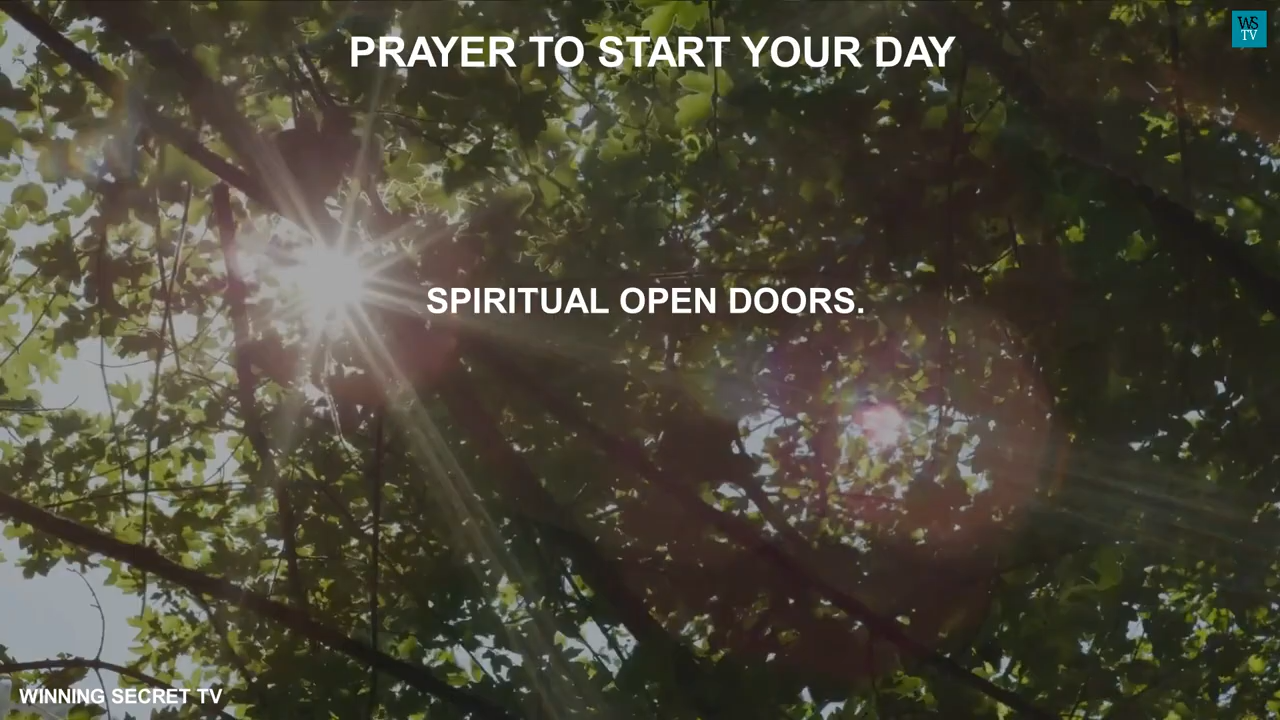 PRAYER TO START YOUR DAY
WS
TV
SPIRITUAL OPEN DOORS.
WINNING SECRET TV